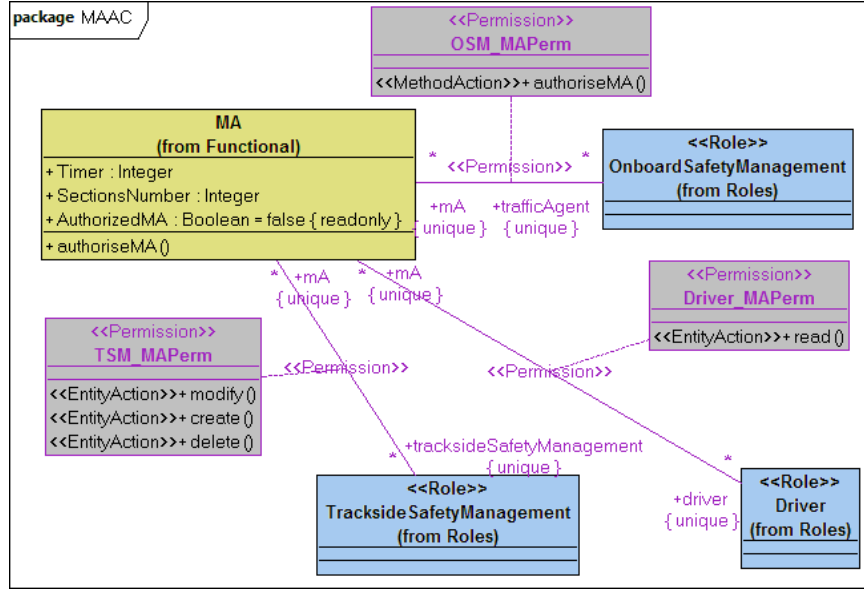 package MAAC
<<Permission>>
OSM_MAPerm
<<MethodAction>>+ authoriseMA()
MA
(from Functional)
+ Timer : Integer
+ SectionsNumber : Integer
+ AuthorizedMA : Boolean = false { readonly }
+ authoriseMA()
* <<Permission>> *
+mA +trafficAgent
{ unique } { unique }
<<Role>>
OnboardSafetyManagement
(from Roles)
* +mA * +mA
{ unique } { unique }
<<Permission>>
Driver_MAPerm
<<EntityAction>>+ read()
<<Permission>>
TSM_MAPerm
<<EntityAction>>+ modify()
<<EntityAction>>+ create()
<<EntityAction>>+ delete()
<<Permission>>
<<Permission>>
+tracksideSafetyManagement
* { unique }
<<Role>>
TracksideSafetyManagement
(from Roles)
*
+driver
{ unique }
<<Role>>
Driver
(from Roles)